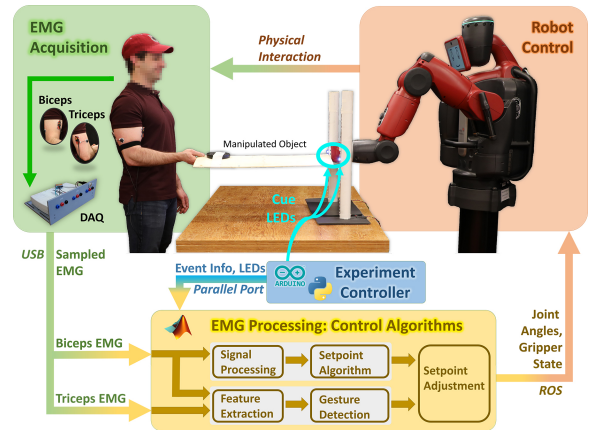 EMG
Acquisition
Physical
Interaction
Robot
Control
Biceps
Triceps
Manipulated Object
DAQ
Cue
LEDs
USB
Sampled
EMG
Event Info, LEDs
Parallel Port
ARDUINO
Experiment
Controller
EMG Processing: Control Algorithms
Joint
Angles,
Gripper
State
ROS
Biceps EMG
Triceps EMG
Signal
Processing
Setpoint
Algorithm
Feature
Extraction
Gesture
Detection
Setpoint
Adjustment